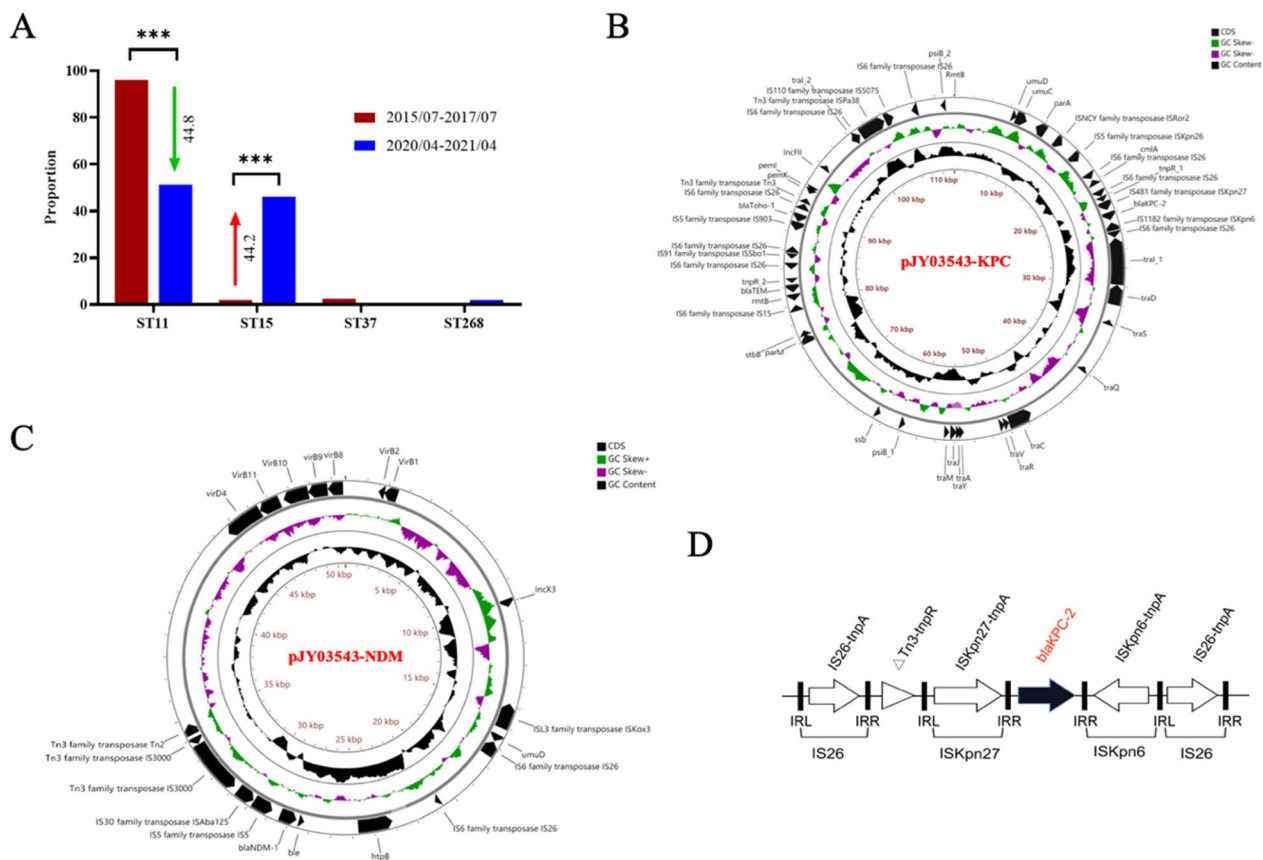 A
***
***
100
80
60
40
20
0
Proportion
44.8
44.2
2015/07-2017/07
2020/04-2021/04
ST11
ST15
ST37
ST268
B
CDS
GC Skew-
GC Skew-
GC Content
psiB_2
IS6 family transposase IS26
RmtB
traI_2
IS110 family transposase IS5075
Tn3 family transposase ISPa38
IS6 family transposase IS26
IncFII
pemI
pemK
Tn3 family transposase Tn3
IS6 family transposase IS26
blaToho-1
IS5 family transposase IS903
IS6 family transposase IS26
IS91 family transposase ISSbo1
IS6 family transposase IS26
tnpR_2
blaTEM
rmtB
IS6 family transposase IS15
stbB
parM
ssb
psiB_1
traM
traJ
traY
traA
traR
traV
traC
traQ
traS
traD
traI_1
IS6 family transposase IS26
IS1182 family transposase ISKpn6
blaKPC-2
IS481 family transposase ISKpn27
IS6 family transposase IS26
tnpR_1
IS6 family transposase IS26
cmlA
IS5 family transposase ISKpn26
ISNCY family transposase ISRor2
parA
umuC
umuD
110 kbp
10 kbp
20 kbp
30 kbp
40 kbp
50 kbp
60 kbp
70 kbp
80 kbp
90 kbp
100 kbp
pJY03543-KPC
C
CDS
GC Skew+
GC Skew-
GC Content
virD4
VirB11
VirB10
virB9
VirB8
VirB2
VirB1
IncX3
ISL3 family transposase ISKox3
umuD
IS6 family transposase IS26
IS6 family transposase IS26
htpB
ble
blaNDM-1
IS5 family transposase IS5
IS30 family transposase ISAba125
Tn3 family transposase IS3000
Tn3 family transposase IS3000
Tn3 family transposase Tn2
50 kbp
5 kbp
10 kbp
15 kbp
20 kbp
25 kbp
30 kbp
35 kbp
40 kbp
45 kbp
pJY03543-NDM
D
IS26-tnpA
▽Tn3-tnpR
ISKpn27-tnpA
blaKPC-2
ISKpn6-tnpA
IS26-tnpA
IRL IRR IRL IRR IRR IRL IRR
IS26 ISKpn27 ISKpn6 IS26